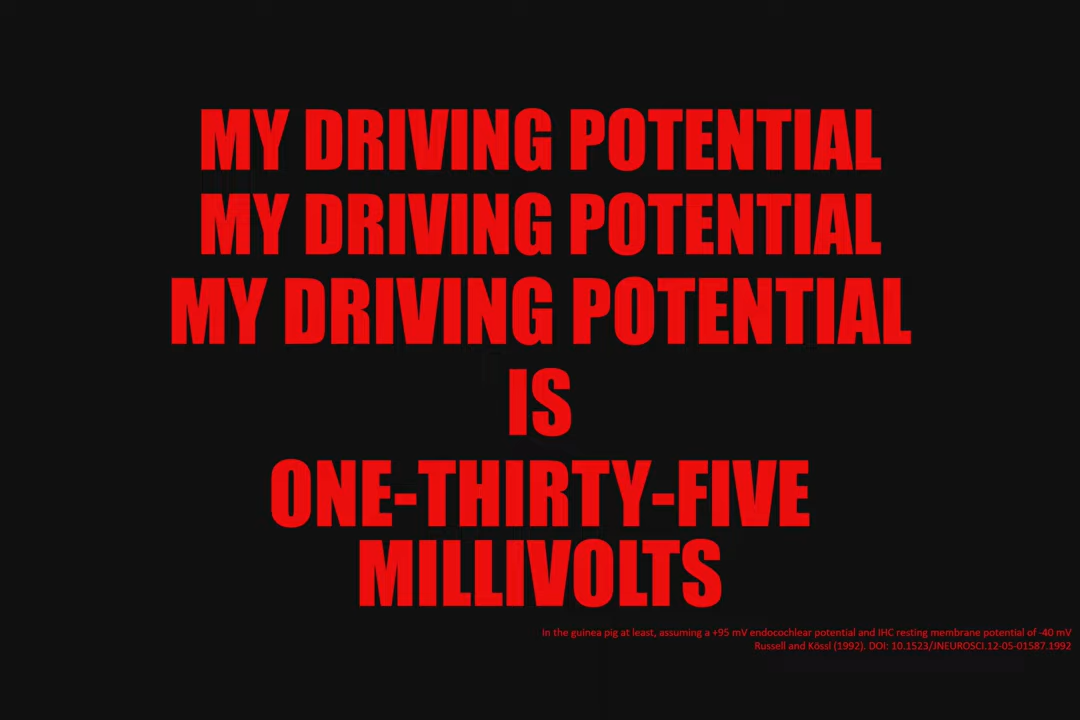 MY DRIVING POTENTIAL
MY DRIVING POTENTIAL
MY DRIVING POTENTIAL
IS
ONE-THIRTY-FIVE
MILLIVOLTS
In the guinea pig at least, assuming a +95 mV endocochlear potential and IHC resting membrane potential of -40 mV
Russell and Kössl (1992). DOI: 10.1523/JNEUROSCI.12-05-01587.1992